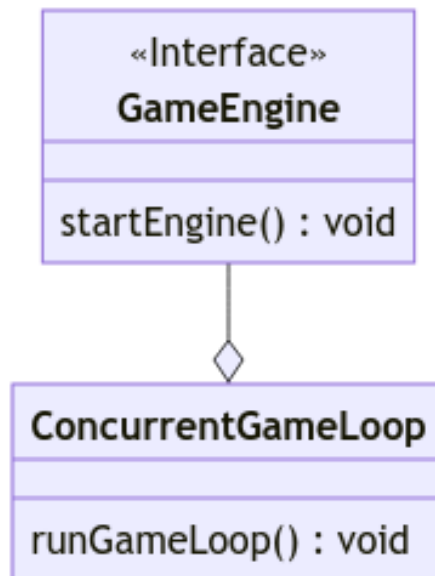 «Interface»
GameEngine
startEngine() : void
ConcurrentGameLoop
runGameLoop() : void